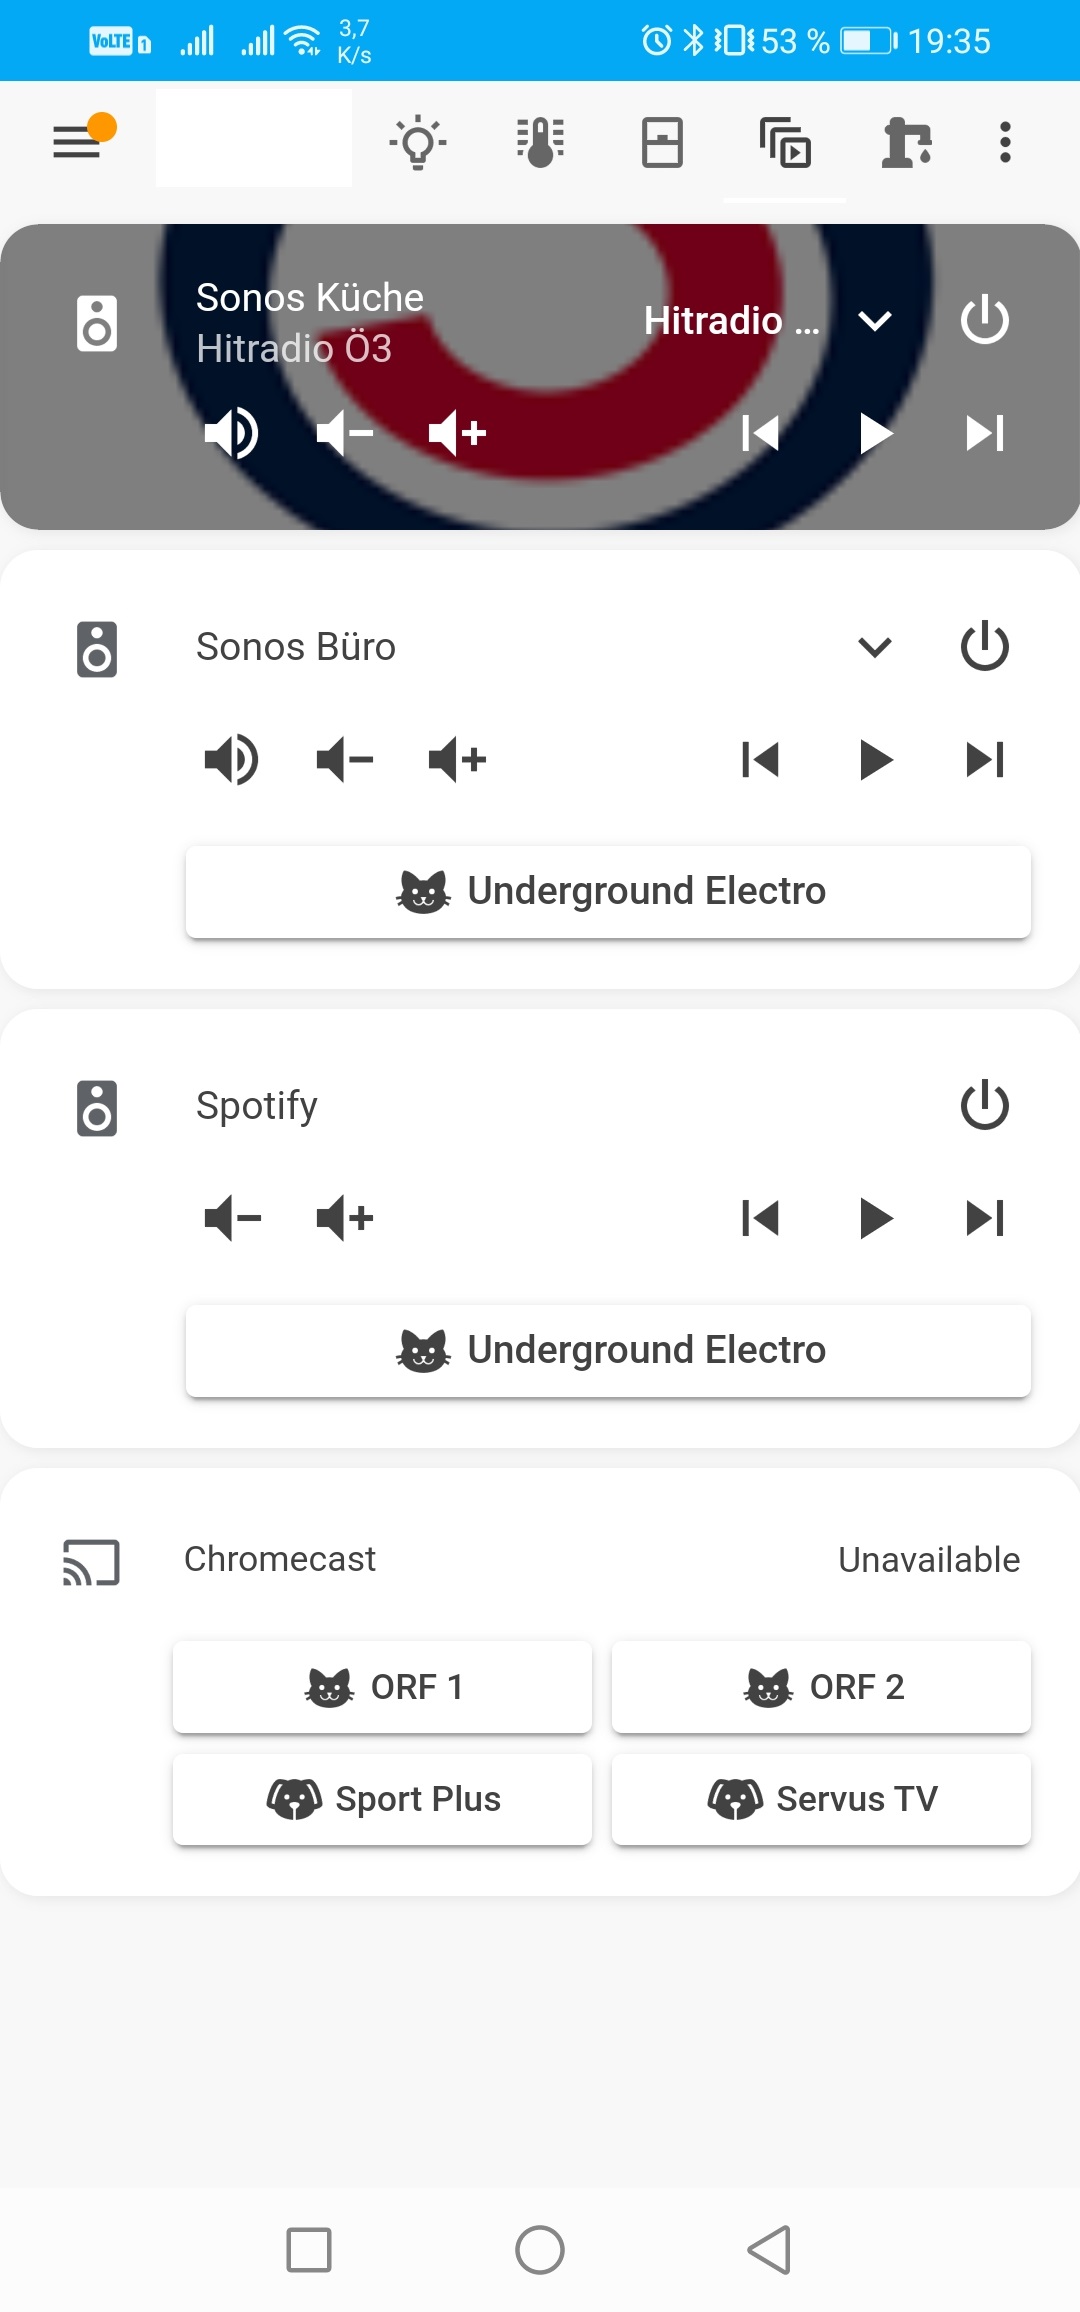 VoLTE 1 3,7 53 % 19:35
K/s
Sonos Küche
Hitradio Ö3
Hitradio ...
Sonos Büro
Underground Electro
Spotify
Underground Electro
Chromecast Unavailable
ORF 1 ORF 2
Sport Plus Servus TV